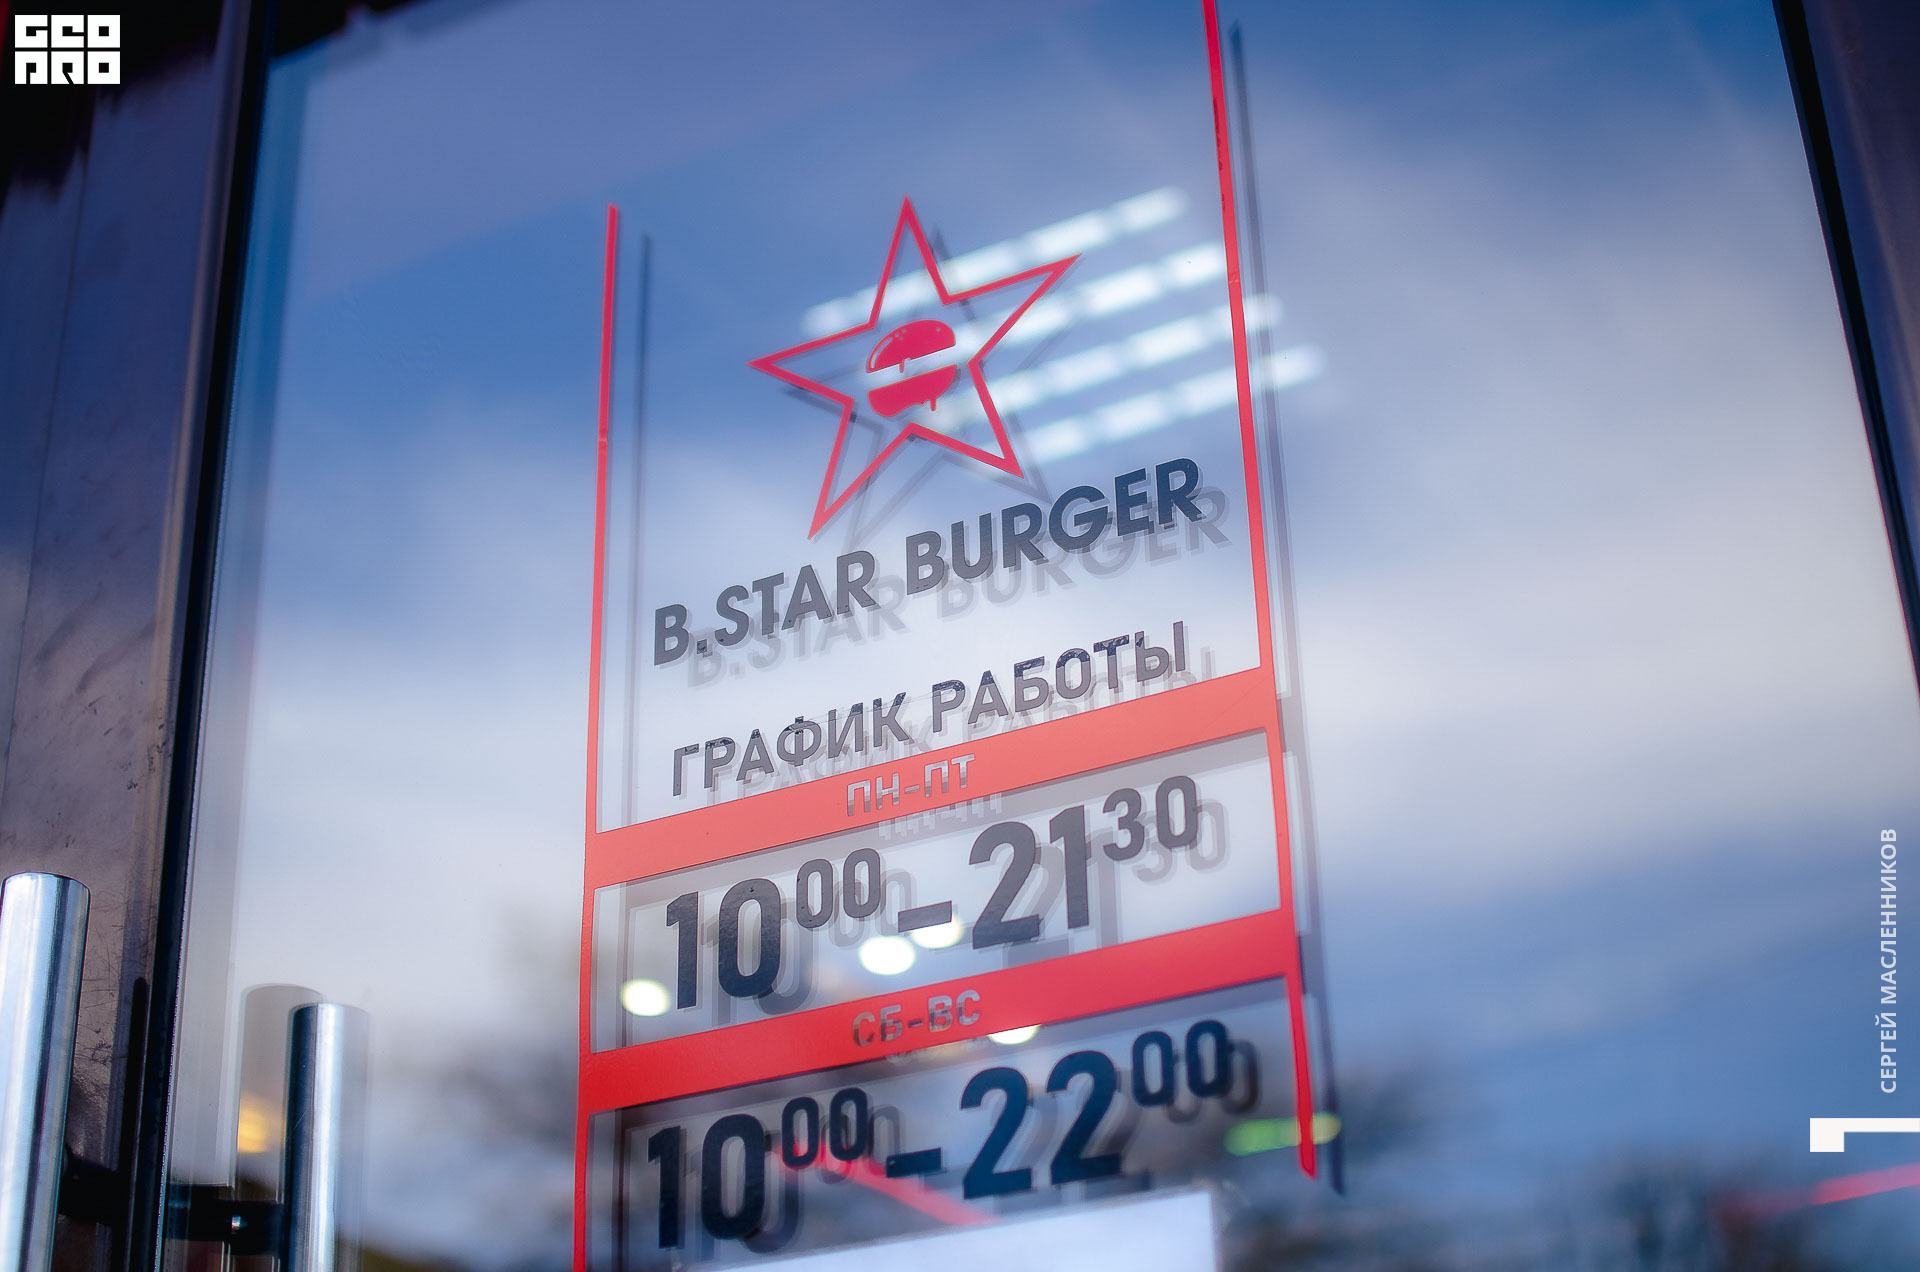 GEO
PRO
B.STAR BURGER
ГРАФИК РАБОТЫ
ПН-ПТ
10⁰⁰-21³⁰
СБ-ВС
10⁰⁰-22⁰⁰
СЕРГЕЙ МАСЛЕННИКОВ